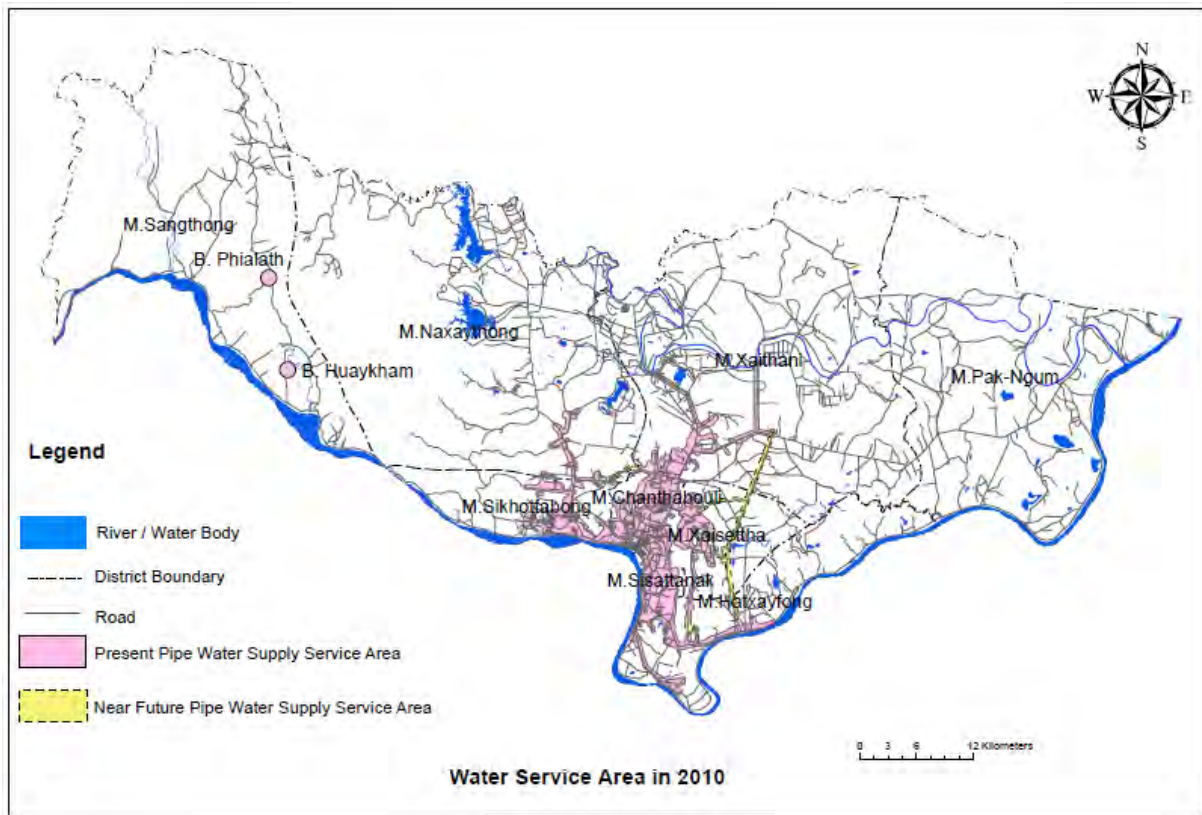 N
W E
S
M.Sangthong
B. Phialath
M.Naxaythong
M.Xaithani
B. Huaykham
M.Pak-Ngum
Legend
M.Chanthabouli
M.Sikhottabong
River / Water Body
M.Xaisettha
District Boundary
M.Sisattanak
M.Hatxayfong
Road
Present Pipe Water Supply Service Area
Near Future Pipe Water Supply Service Area
0 3 6 12 Kilometers
Water Service Area in 2010